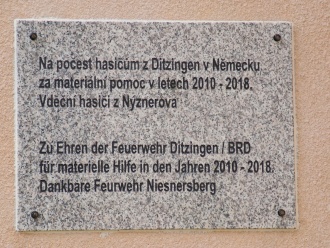 Na počest hasičům z Ditzingen v Německu
za materiální pomoc v letech 2010 - 2018.
Vděční hasiči z Nýznerova
Zu Ehren der Feuerwehr Ditzingen / BRD
für materielle Hilfe in den Jahren 2010 - 2018.
Dankbare Feurwehr Niesnersberg